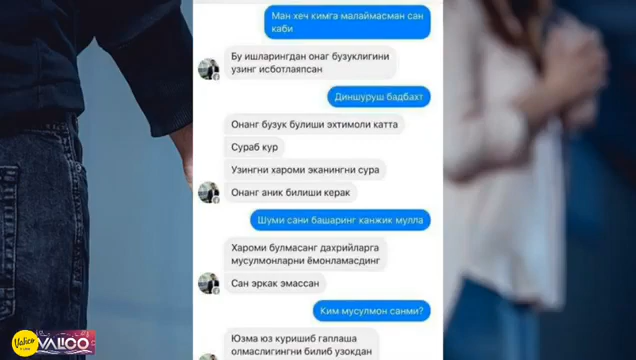 Ман хеч кимга малаймасман сан
каби
Бу ишларингдан онаг бузуклигини
узинг исботлаяпсан
Диншуруш бадбахт
Онанг бузук булиши эхтимоли катта
Сураб кур
Узингни хароми эканингни сура
Онанг аник билиши керак
Шуми сани башаринг канжик мулла
Хароми булмасанг дахрийларга
мусулмонларни ёмонламасдинг
Сан эркак эмассан
Ким мусулмон санми?
Юзма юз куришиб гаплаша
олмаслигингни билиб узокдан
Valico
VALICO